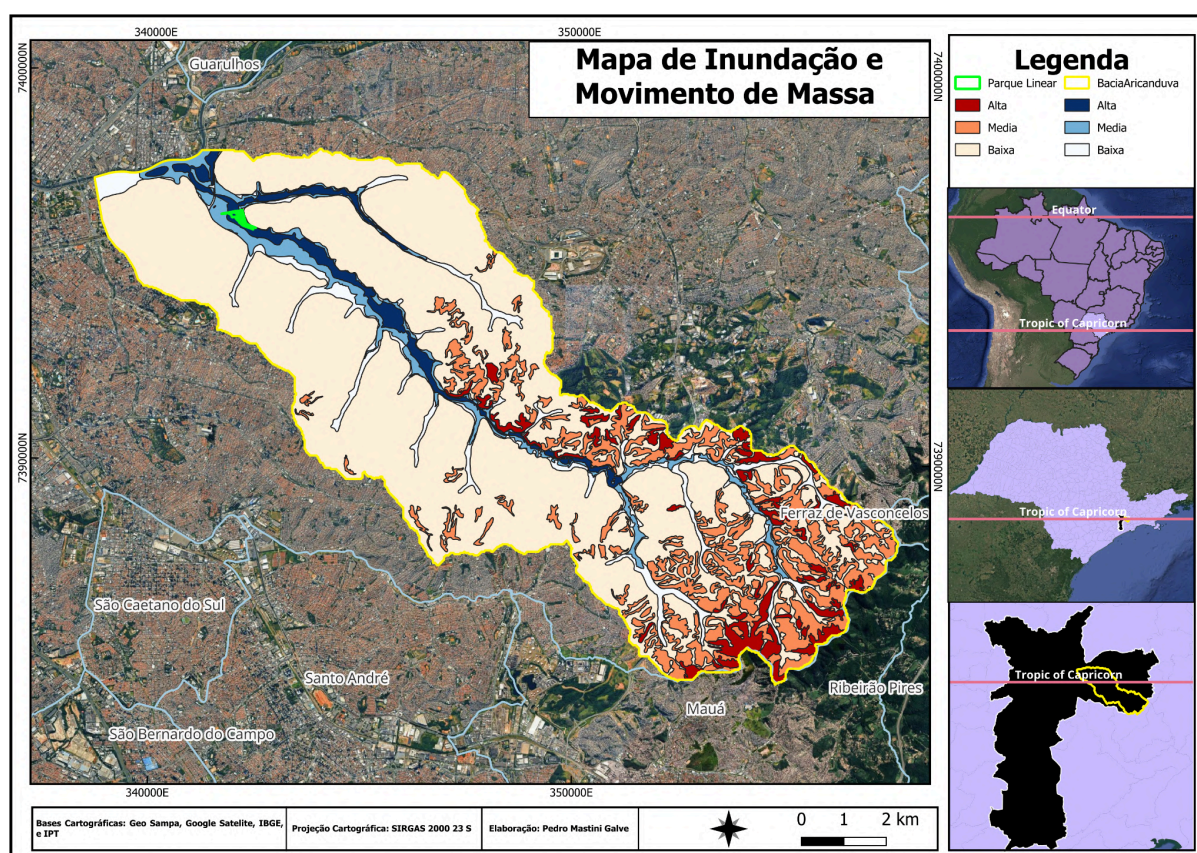 340000E
350000E
7400000N
7400000N
Guarulhos
Mapa de Inundação e
Movimento de Massa
7390000N
7390000N
Ferraz de Vasconcelos
São Caetano do Sul
Santo André
Ribeirão Pires
Mauá
São Bernardo do Campo
340000E
350000E
Legenda
Parque Linear
BaciaAricanduva
Alta
Alta
Media
Media
Baixa
Baixa
Equator
Tropic of Capricorn
Tropic of Capricorn
Tropic of Capricorn
Bases Cartográficas: Geo Sampa, Google Satelite, IBGE,
e IPT
Projeção Cartográfica: SIRGAS 2000 23 S
Elaboração: Pedro Mastini Galve
0 1 2 km